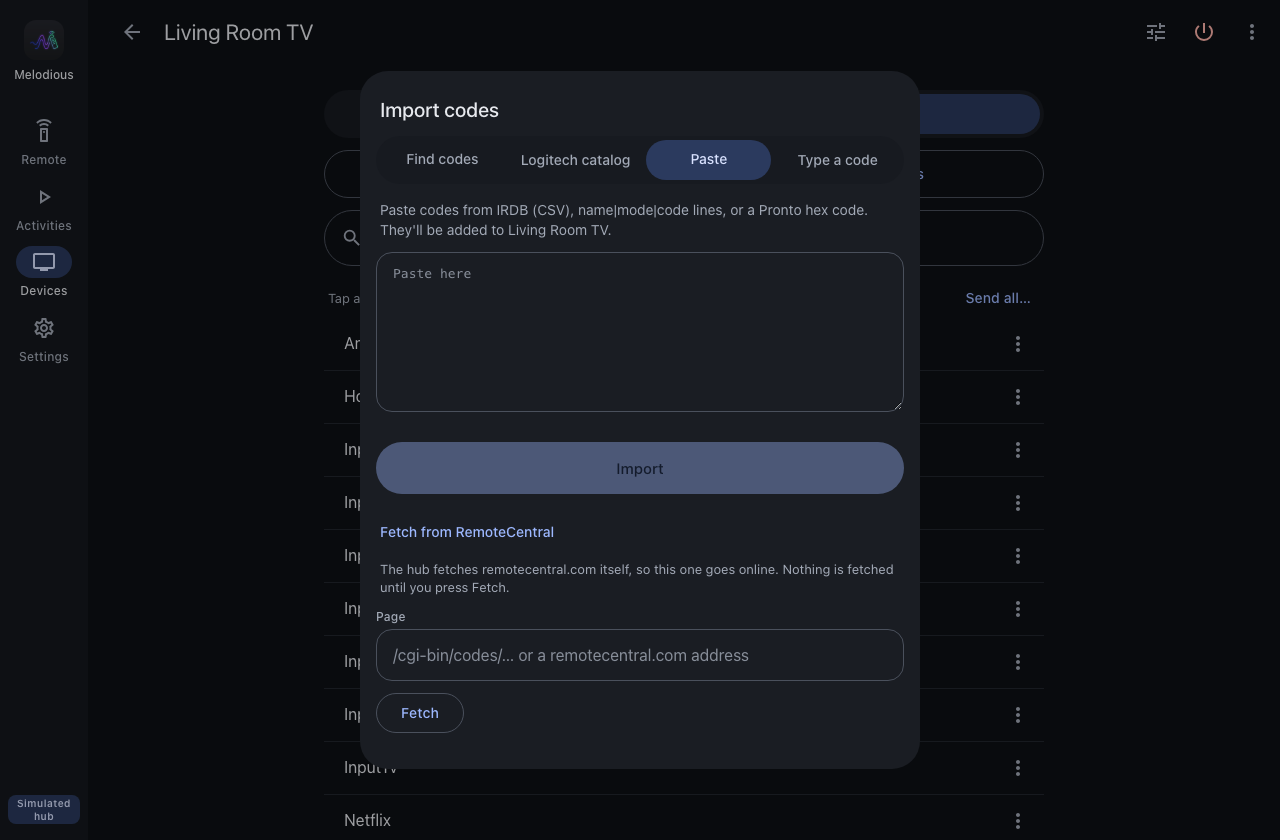 Living Room TV
Melodious
Remote
Activities
Devices
Settings
Simulated
hub
Import codes
Find codes
Logitech catalog
Paste
Type a code
Paste codes from IRDB (CSV), name|mode|code lines, or a Pronto hex code.
They'll be added to Living Room TV.
Paste here
Import
Fetch from RemoteCentral
The hub fetches remotecentral.com itself, so this one goes online. Nothing is fetched
until you press Fetch.
Page
/cgi-bin/codes/... or a remotecentral.com address
Fetch
Tap a
Send all...
InputTv
Netflix